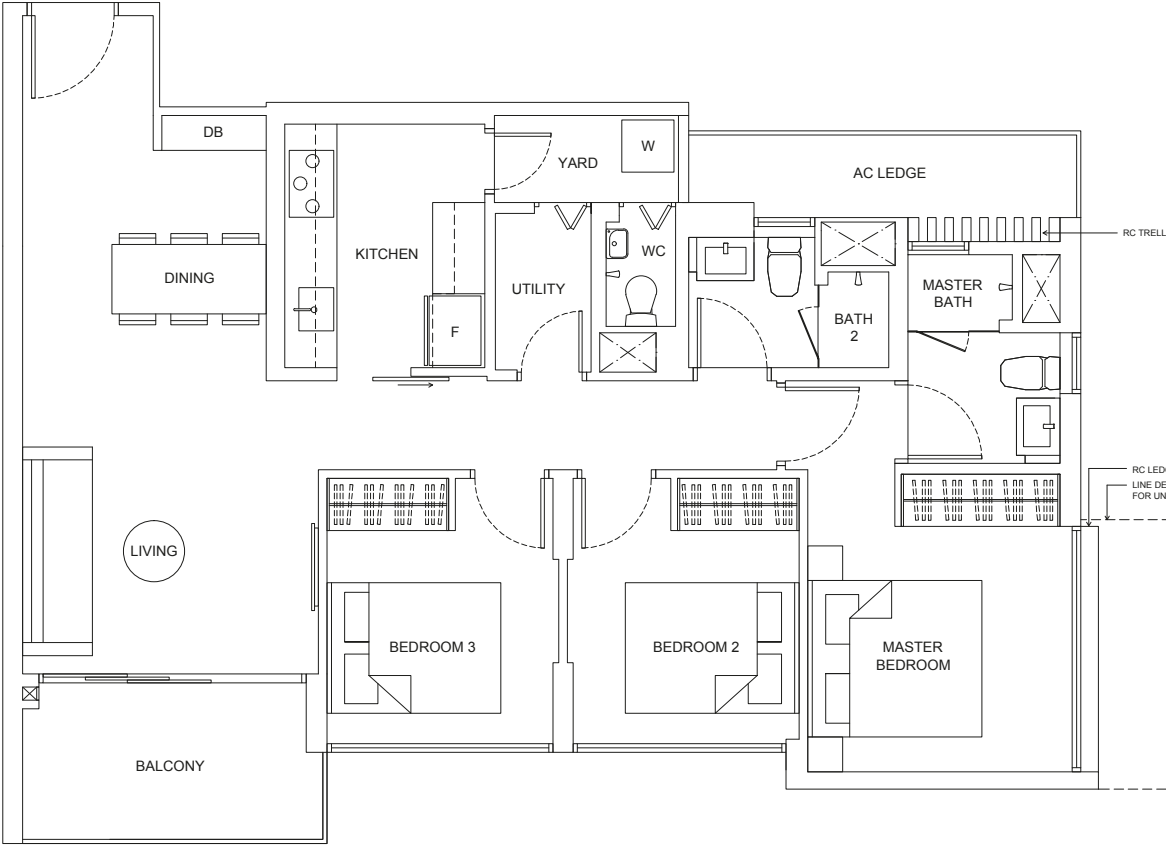 DB
W
YARD
AC LEDGE
RC TRELL
KITCHEN
WC
DINING
UTILITY
MASTER
BATH
BATH
2
F
RC LEDG
LINE DE
FOR UN
LIVING
BEDROOM 3
BEDROOM 2
MASTER
BEDROOM
BALCONY